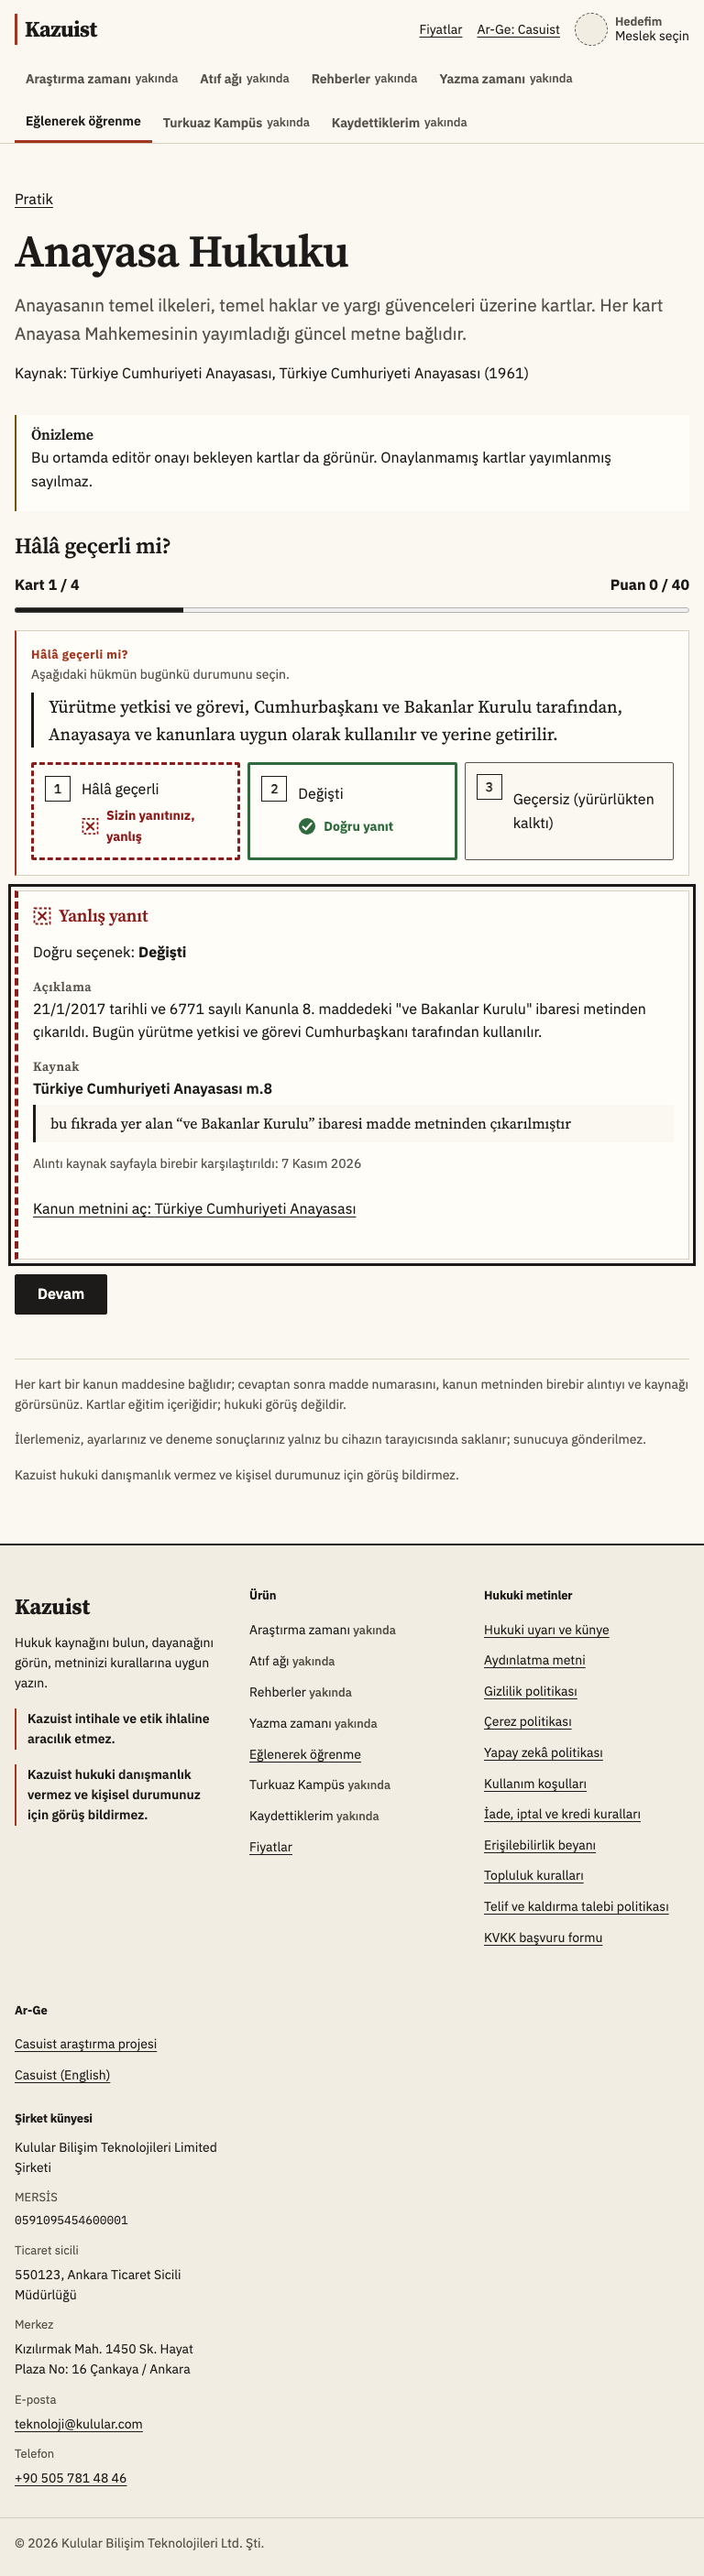 Kazuist
Fiyatlar
Ar-Ge: Casuist
Hedefim
Meslek seçin
Araştırma zamanı yakında
Atıf ağı yakında
Rehberler yakında
Yazma zamanı yakında
Eğlenerek öğrenme
Turkuaz Kampüs yakında
Kaydettiklerim yakında
Pratik
Anayasa Hukuku
Anayasanın temel ilkeleri, temel haklar ve yargı güvenceleri üzerine kartlar. Her kart
Anayasa Mahkemesinin yayımladığı güncel metne bağlıdır.
Kaynak: Türkiye Cumhuriyeti Anayasası, Türkiye Cumhuriyeti Anayasası (1961)
Önizleme
Bu ortamda editör onayı bekleyen kartlar da görünür. Onaylanmamış kartlar yayımlanmış
sayılmaz.
Hâlâ geçerli mi?
Kart 1 / 4
Puan 0 / 40
Hâlâ geçerli mi?
Aşağıdaki hükmün bugünkü durumunu seçin.
Yürütme yetkisi ve görevi, Cumhurbaşkanı ve Bakanlar Kurulu tarafından,
Anayasaya ve kanunlara uygun olarak kullanılır ve yerine getirilir.
1
Hâlâ geçerli
Sizin yanıtınız,
yanlış
2
Değişti
Doğru yanıt
3
Geçersiz (yürürlükten
kalktı)
Yanlış yanıt
Doğru seçenek: Değişti
Açıklama
21/1/2017 tarihli ve 6771 sayılı Kanunla 8. maddedeki "ve Bakanlar Kurulu" ibaresi metinden
çıkarıldı. Bugün yürütme yetkisi ve görevi Cumhurbaşkanı tarafından kullanılır.
Kaynak
Türkiye Cumhuriyeti Anayasası m.8
bu fıkrada yer alan “ve Bakanlar Kurulu” ibaresi madde metninden çıkarılmıştır
Alıntı kaynak sayfayla birebir karşılaştırıldı: 7 Kasım 2026
Kanun metnini aç: Türkiye Cumhuriyeti Anayasası
Devam
Her kart bir kanun maddesine bağlıdır; cevaptan sonra madde numarasını, kanun metninden birebir alıntıyı ve kaynağı
görürsünüz. Kartlar eğitim içeriğidir; hukuki görüş değildir.
İlerlemeniz, ayarlarınız ve deneme sonuçlarınız yalnız bu cihazın tarayıcısında saklanır; sunucuya gönderilmez.
Kazuist hukuki danışmanlık vermez ve kişisel durumunuz için görüş bildirmez.
Kazuist
Hukuk kaynağını bulun, dayanağını
görün, metninizi kurallarına uygun
yazın.
Kazuist intihale ve etik ihlaline
aracılık etmez.
Kazuist hukuki danışmanlık
vermez ve kişisel durumunuz
için görüş bildirmez.
Ürün
Araştırma zamanı yakında
Atıf ağı yakında
Rehberler yakında
Yazma zamanı yakında
Eğlenerek öğrenme
Turkuaz Kampüs yakında
Kaydettiklerim yakında
Fiyatlar
Hukuki metinler
Hukuki uyarı ve künye
Aydınlatma metni
Gizlilik politikası
Çerez politikası
Yapay zekâ politikası
Kullanım koşulları
İade, iptal ve kredi kuralları
Erişilebilirlik beyanı
Topluluk kuralları
Telif ve kaldırma talebi politikası
KVKK başvuru formu
Ar-Ge
Casuist araştırma projesi
Casuist (English)
Şirket künyesi
Kulular Bilişim Teknolojileri Limited
Şirketi
MERSİS
0591095454600001
Ticaret sicili
550123, Ankara Ticaret Sicili
Müdürlüğü
Merkez
Kızılırmak Mah. 1450 Sk. Hayat
Plaza No: 16 Çankaya / Ankara
E-posta
teknoloji@kulular.com
Telefon
+90 505 781 48 46
© 2026 Kulular Bilişim Teknolojileri Ltd. Şti.